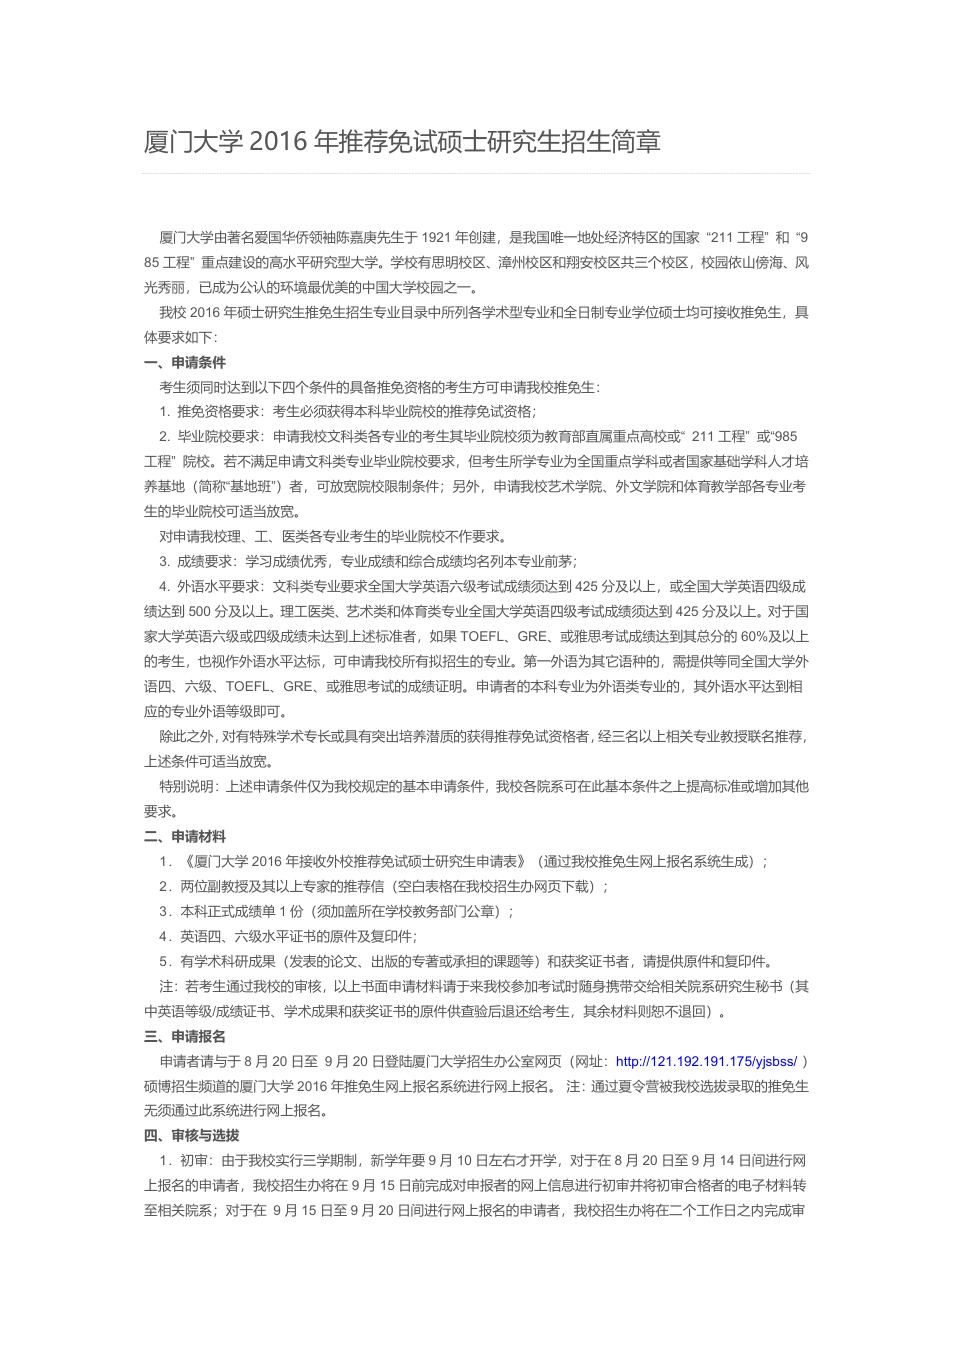 厦门大学 2016 年推荐免试硕士研究生招生简章
厦门大学由著名爱国华侨领袖陈嘉庚先生于 1921 年创建，是我国唯一地处经济特区的国家 “211 工程” 和 “9
85 工程” 重点建设的高水平研究型大学。学校有思明校区、漳州校区和翔安校区共三个校区，校园依山傍海、风
光秀丽，已成为公认的环境最优美的中国大学校园之一。
我校 2016 年硕士研究生推免生招生专业目录中所列各学术型专业和全日制专业学位硕士均可接收推免生，具
体要求如下：
一、申请条件
考生须同时达到以下四个条件的具备推免资格的考生方可申请我校推免生：
1. 推免资格要求：考生必须获得本科毕业院校的推荐免试资格；
2. 毕业院校要求：申请我校文科类各专业的考生其毕业院校须为教育部直属重点高校或“ 211 工程” 或“985
工程” 院校。若不满足申请文科类专业毕业院校要求，但考生所学专业为全国重点学科或者国家基础学科人才培
养基地（简称“基地班”）者，可放宽院校限制条件；另外，申请我校艺术学院、外文学院和体育教学部各专业考
生的毕业院校可适当放宽。
对申请我校理、工、医类各专业考生的毕业院校不作要求。
3. 成绩要求：学习成绩优秀，专业成绩和综合成绩均名列本专业前茅；
4. 外语水平要求：文科类专业要求全国大学英语六级考试成绩须达到 425 分及以上，或全国大学英语四级成
绩达到 500 分及以上。理工医类、艺术类和体育类专业全国大学英语四级考试成绩须达到 425 分及以上。对于国
家大学英语六级或四级成绩未达到上述标准者，如果 TOEFL、GRE、或雅思考试成绩达到其总分的 60%及以上
的考生，也视作外语水平达标，可申请我校所有拟招生的专业。第一外语为其它语种的，需提供等同全国大学外
语四、六级、TOEFL、GRE、或雅思考试的成绩证明。申请者的本科专业为外语类专业的，其外语水平达到相
应的专业外语等级即可。
除此之外，对有特殊学术专长或具有突出培养潜质的获得推荐免试资格者，经三名以上相关专业教授联名推荐，
上述条件可适当放宽。
特别说明：上述申请条件仅为我校规定的基本申请条件，我校各院系可在此基本条件之上提高标准或增加其他
要求。
二、申请材料
1．《厦门大学 2016 年接收外校推荐免试硕士研究生申请表》（通过我校推免生网上报名系统生成）；
2．两位副教授及其以上专家的推荐信（空白表格在我校招生办网页下载）；
3．本科正式成绩单 1 份（须加盖所在学校教务部门公章）；
4．英语四、六级水平证书的原件及复印件；
5．有学术科研成果（发表的论文、出版的专著或承担的课题等）和获奖证书者，请提供原件和复印件。
注：若考生通过我校的审核，以上书面申请材料请于来我校参加考试时随身携带交给相关院系研究生秘书（其
中英语等级/成绩证书、学术成果和获奖证书的原件供查验后退还给考生，其余材料则恕不退回）。
三、申请报名
申请者请与于 8 月 20 日至 9 月 20 日登陆厦门大学招生办公室网页（网址：http://121.192.191.175/yjsbss/ ）
硕博招生频道的厦门大学 2016 年推免生网上报名系统进行网上报名。 注：通过夏令营被我校选拔录取的推免生
无须通过此系统进行网上报名。
四、审核与选拔
1．初审：由于我校实行三学期制，新学年要 9 月 10 日左右才开学，对于在 8 月 20 日至 9 月 14 日间进行网
上报名的申请者，我校招生办将在 9 月 15 日前完成对申报者的网上信息进行初审并将初审合格者的电子材料转
至相关院系；对于在 9 月 15 日至 9 月 20 日间进行网上报名的申请者，我校招生办将在二个工作日之内完成审